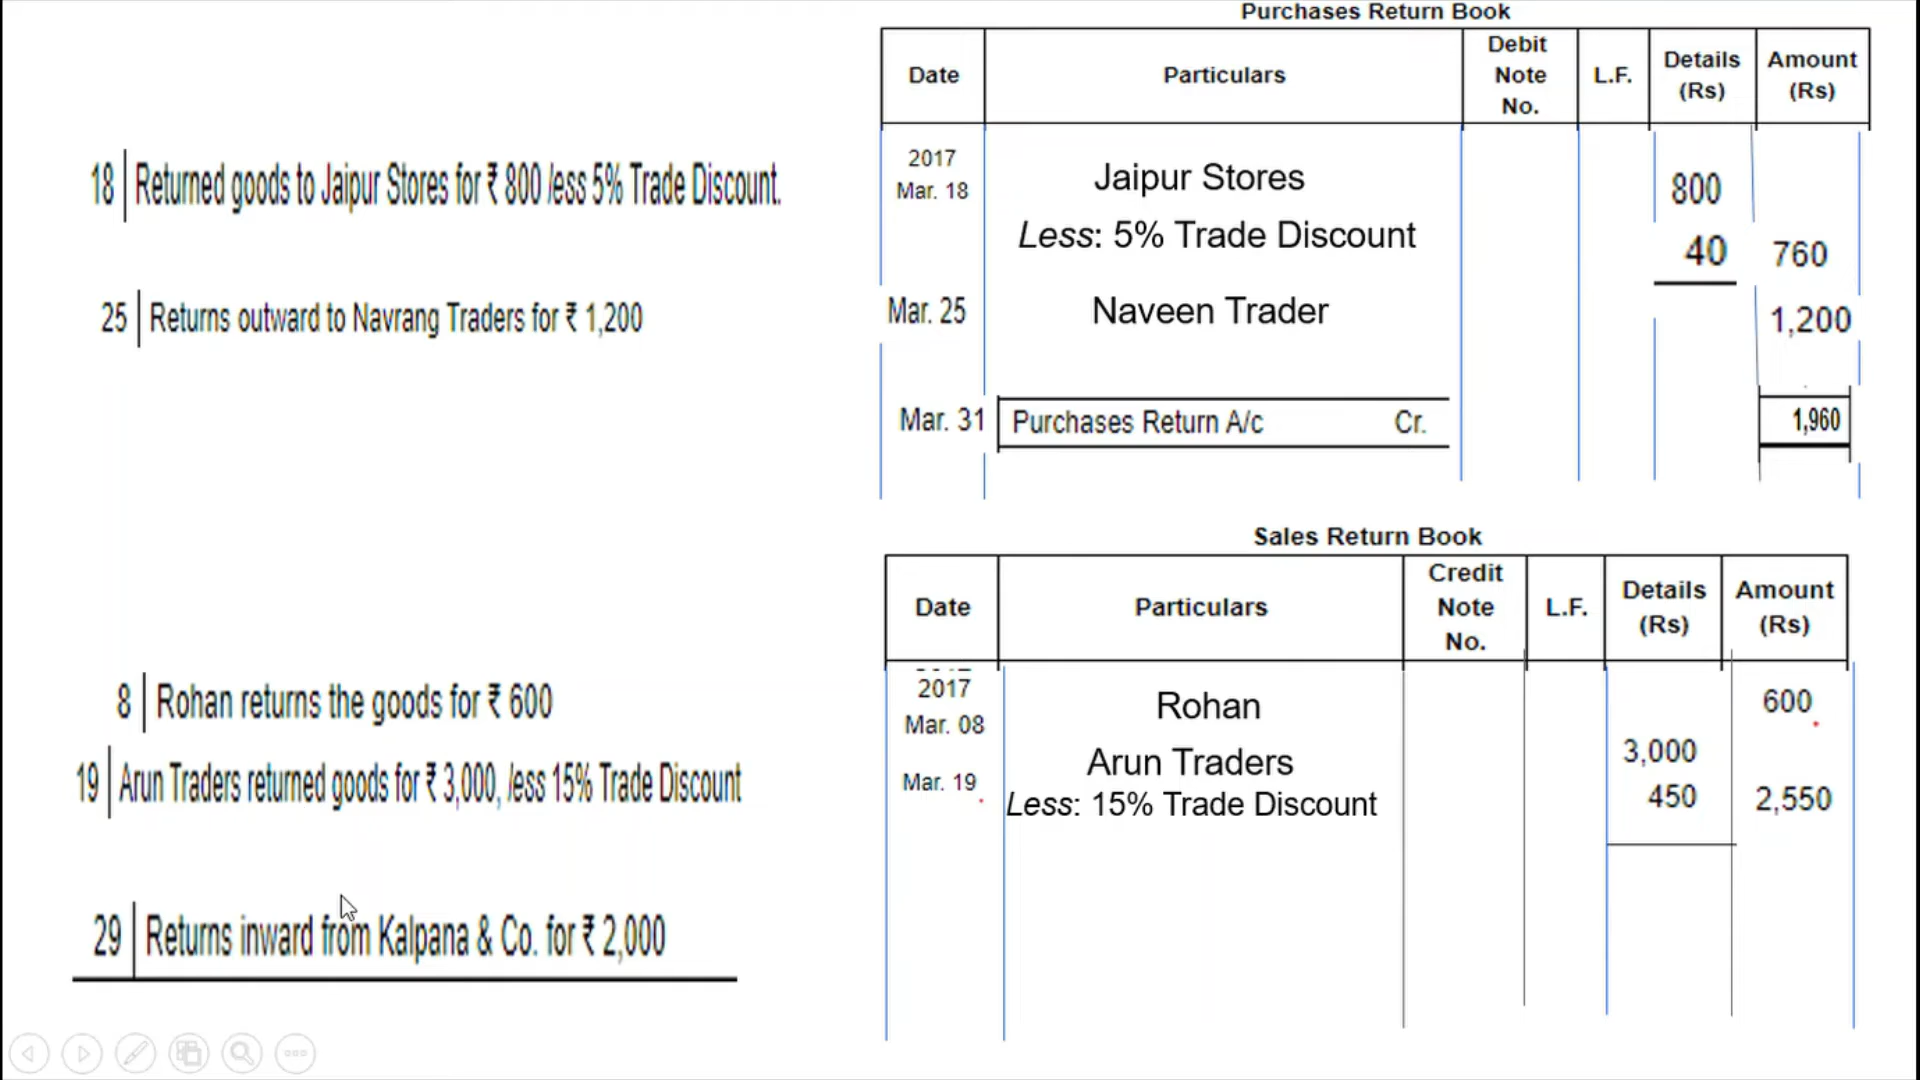 18 Returned goods to Jaipur Stores for ₹ 800 less 5% Trade Discount.
25 Returns outward to Navrang Traders for ₹ 1,200
8 Rohan returns the goods for ₹ 600
19 Arun Traders returned goods for ₹ 3,000, less 15% Trade Discount
29 Returns inward from Kalpana & Co. for ₹ 2,000
Purchases Return Book
Date Particulars Debit Note No. L.F. Details (Rs) Amount (Rs)
2017
Mar. 18 Jaipur Stores 800
Less: 5% Trade Discount 40 760
Mar. 25 Naveen Trader 1,200
Mar. 31 Purchases Return A/c Cr. 1,960
Sales Return Book
Date Particulars Credit Note No. L.F. Details (Rs) Amount (Rs)
2017
Mar. 08 Rohan 600
Mar. 19 Arun Traders 3,000
Less: 15% Trade Discount 450 2,550